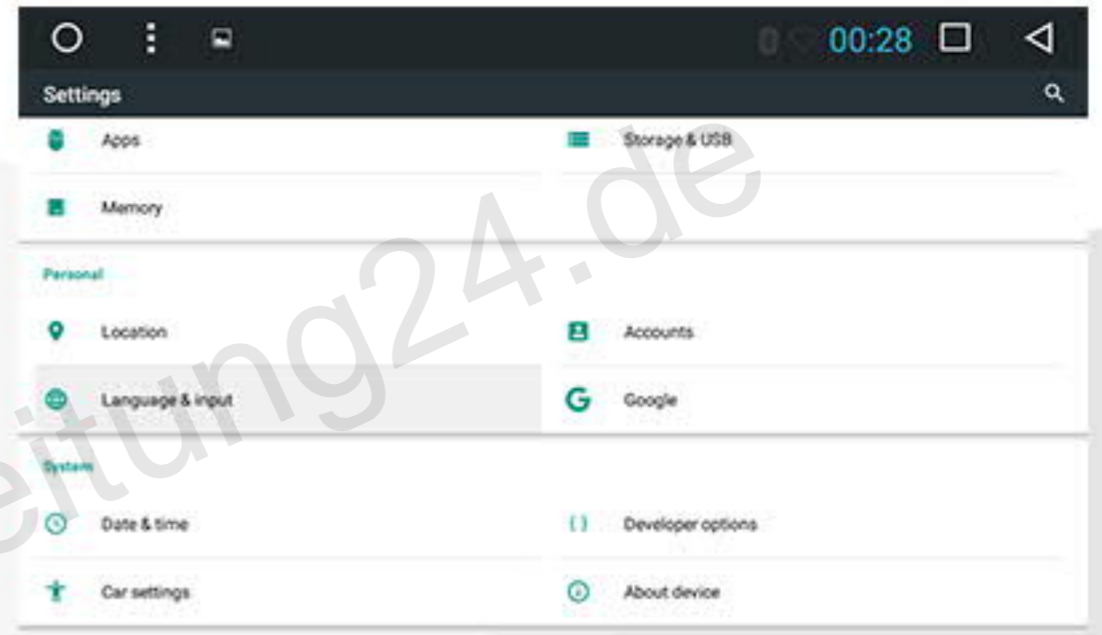 00:28
Settings
Apps
Storage & USB
Memory
Personal
Location
Accounts
Language & input
G Google
System
Date & time
{ } Developer options
Car settings
About device
eitung24.de